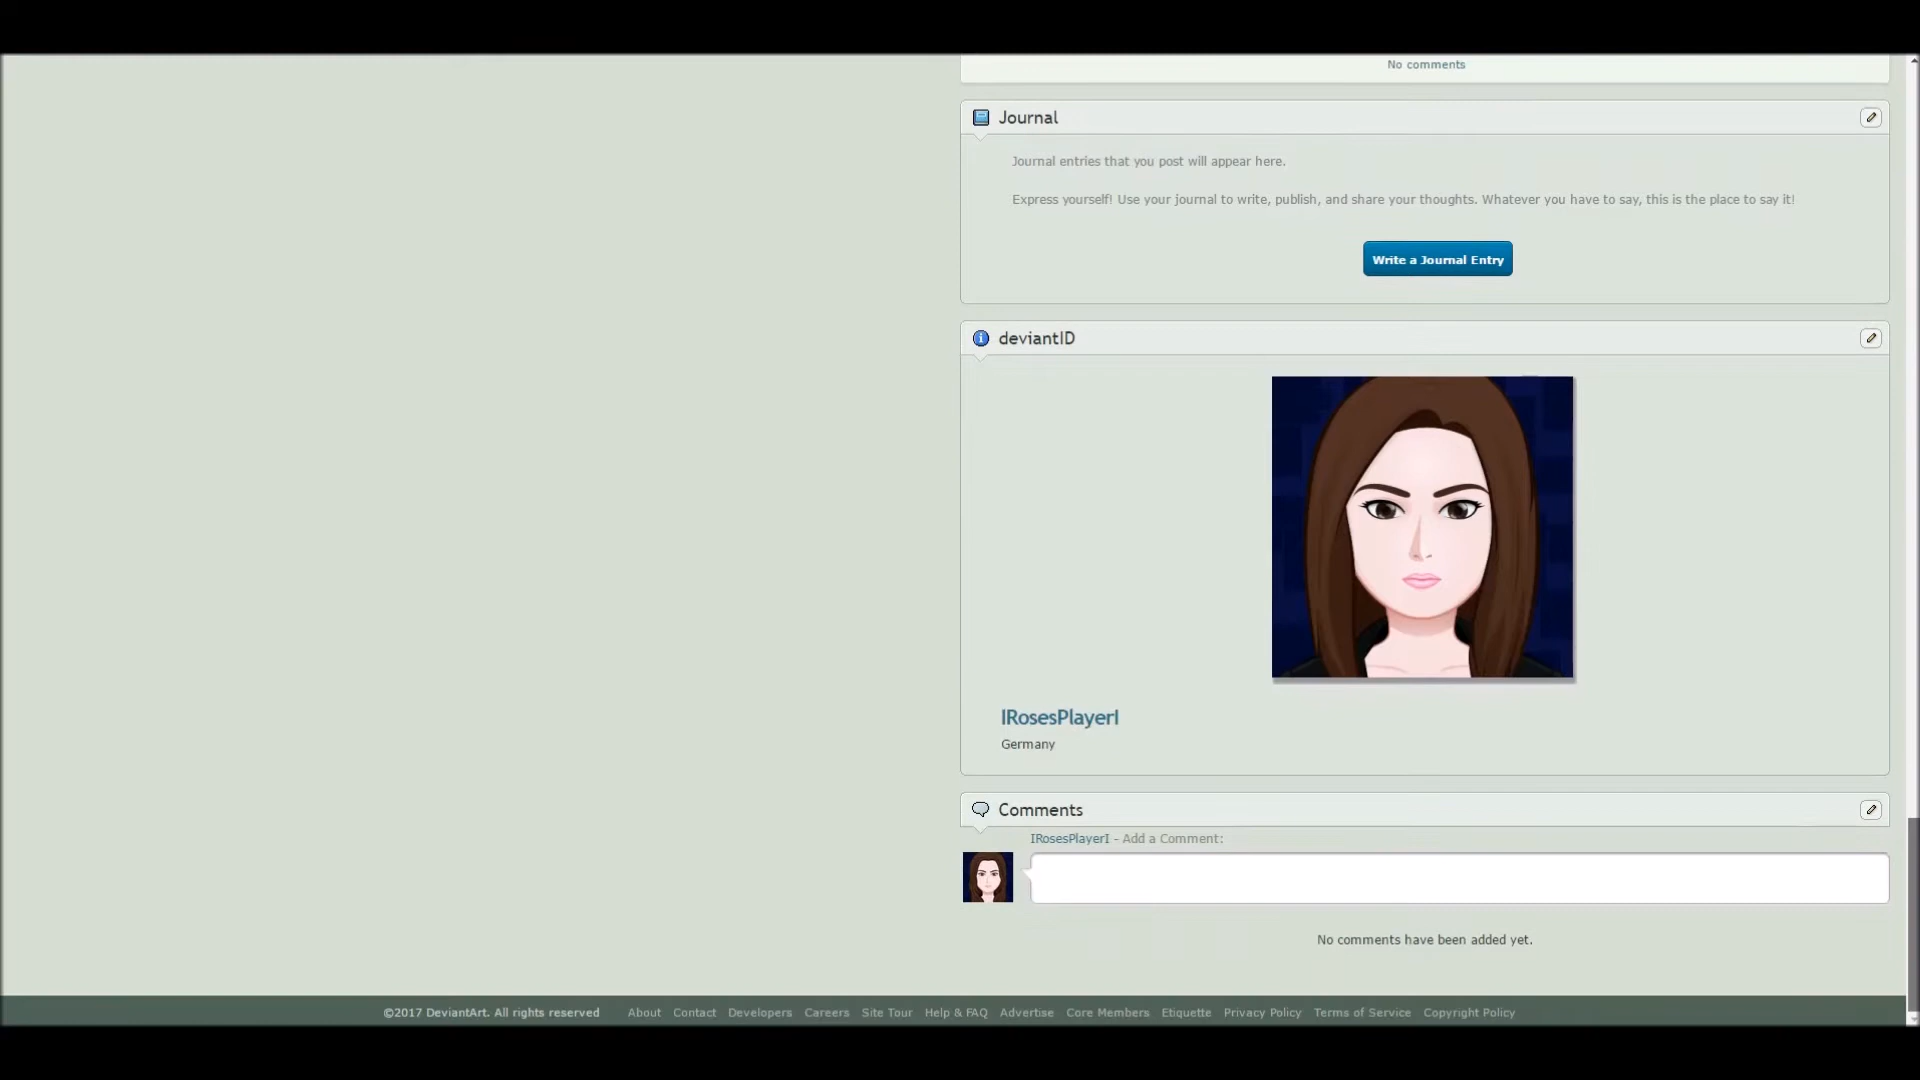 No comments
Journal
Journal entries that you post will appear here.
Express yourself! Use your journal to write, publish, and share your thoughts. Whatever you have to say, this is the place to say it!
Write a Journal Entry
deviantID
IRosesPlayerI
Germany
Comments
IRosesPlayerI - Add a Comment:
No comments have been added yet.
©2017 DeviantArt. All rights reserved About Contact Developers Careers Site Tour Help & FAQ Advertise Core Members Etiquette Privacy Policy Terms of Service Copyright Policy